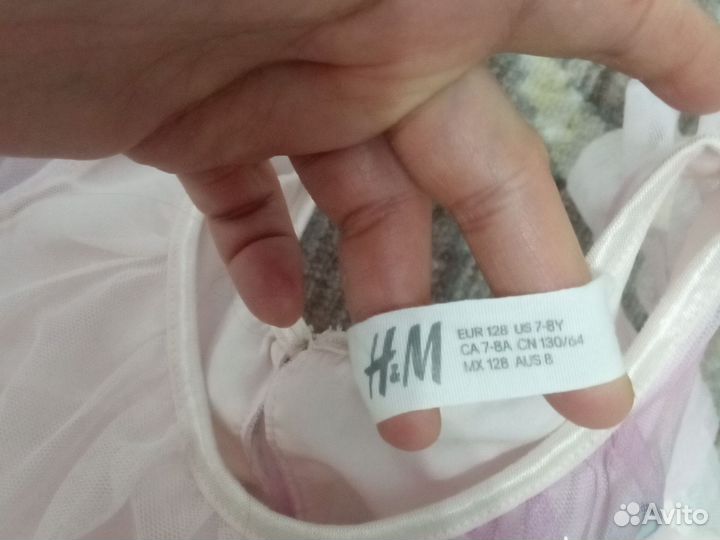 H&M
EUR 128 US 7-8Y
CA 7-8A CN 130/64
MX 128 AUS 8
Avito